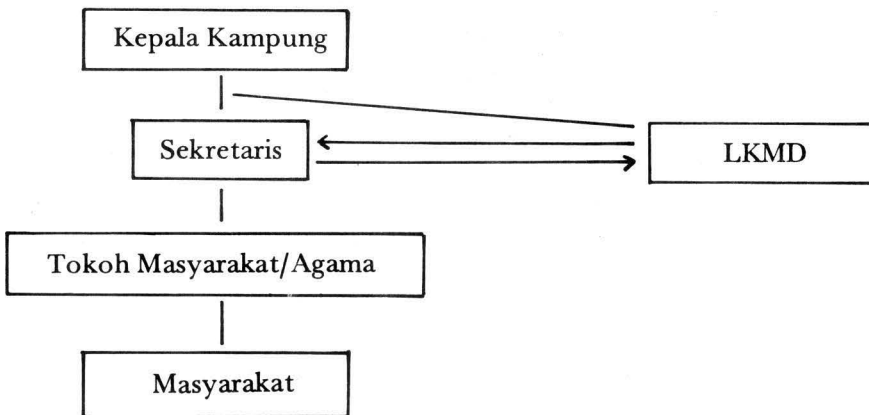 Kepala Kampung
Sekretaris
LKMD
Tokoh Masyarakat/Agama
Masyarakat